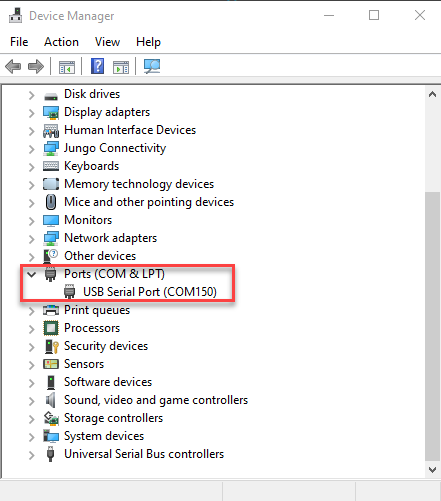 Device Manager
File Action View Help
Disk drives
Display adapters
Human Interface Devices
Jungo Connectivity
Keyboards
Memory technology devices
Mice and other pointing devices
Monitors
Network adapters
Other devices
Ports (COM & LPT)
USB Serial Port (COM150)
Print queues
Processors
Security devices
Sensors
Software devices
Sound, video and game controllers
Storage controllers
System devices
Universal Serial Bus controllers